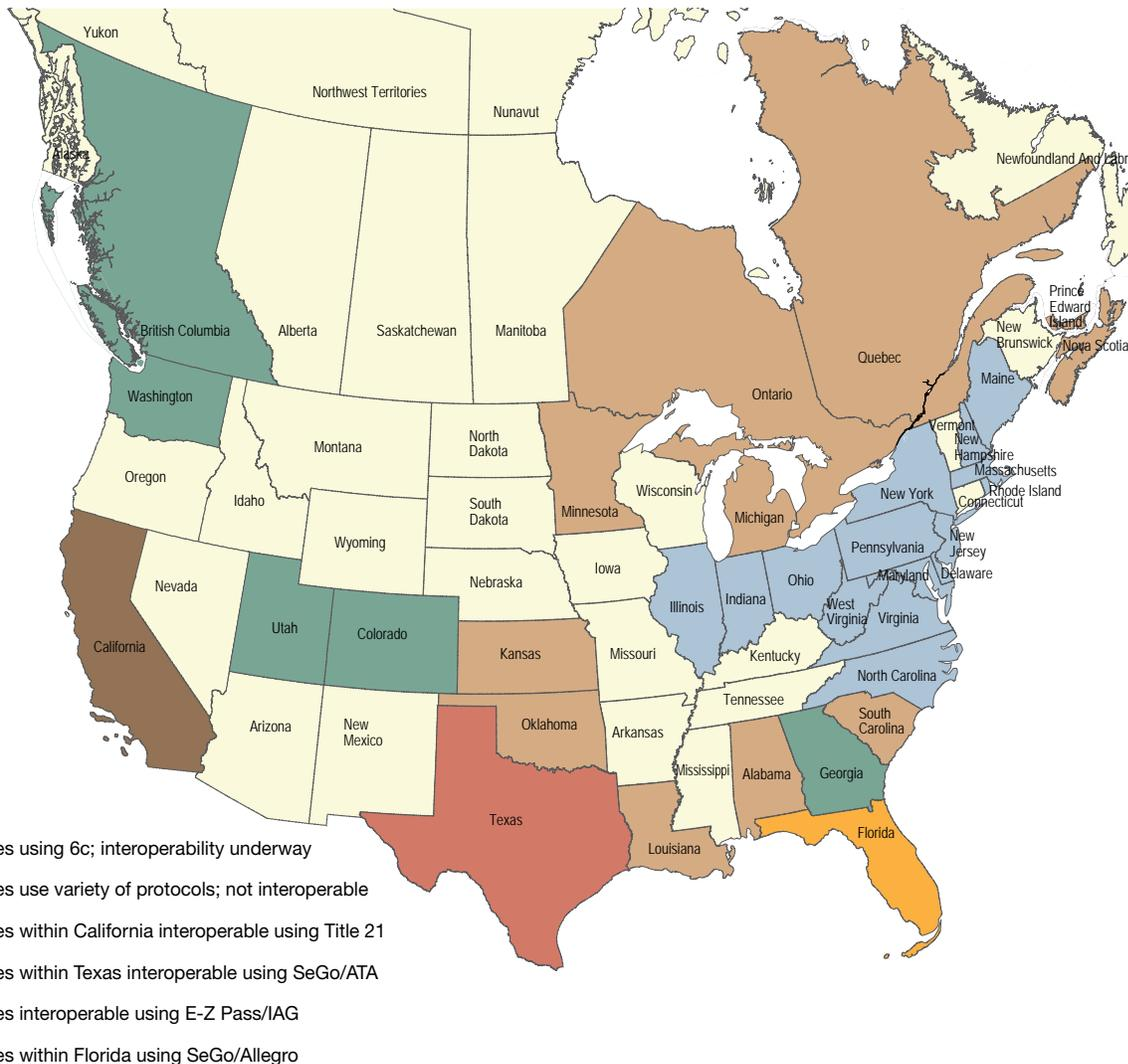 Yukon
Northwest Territories
Nunavut
Alaska
Newfoundland And Labr
British Columbia
Alberta
Saskatchewan
Manitoba
Ontario
Quebec
Prince
Edward
Island
New
Brunswick
Nova Scotia
Maine
Washington
Montana
North
Dakota
Vermont
New
Hampshire
Massachusetts
Oregon
Idaho
South
Dakota
Minnesota
Wisconsin
Michigan
New York
Rhode Island
Connecticut
Wyoming
Nebraska
Iowa
Pennsylvania
New
Jersey
Nevada
Utah
Colorado
Illinois
Indiana
Ohio
Maryland
Delaware
West
Virginia
Virginia
California
Kansas
Missouri
Kentucky
North Carolina
Arizona
New
Mexico
Oklahoma
Arkansas
Tennessee
South
Carolina
Mississippi
Alabama
Georgia
Texas
Louisiana
Florida
es using 6c; interoperability underway
es use variety of protocols; not interoperable
es within California interoperable using Title 21
es within Texas interoperable using SeGo/ATA
es interoperable using E-Z Pass/IAG
es within Florida using SeGo/Allegro